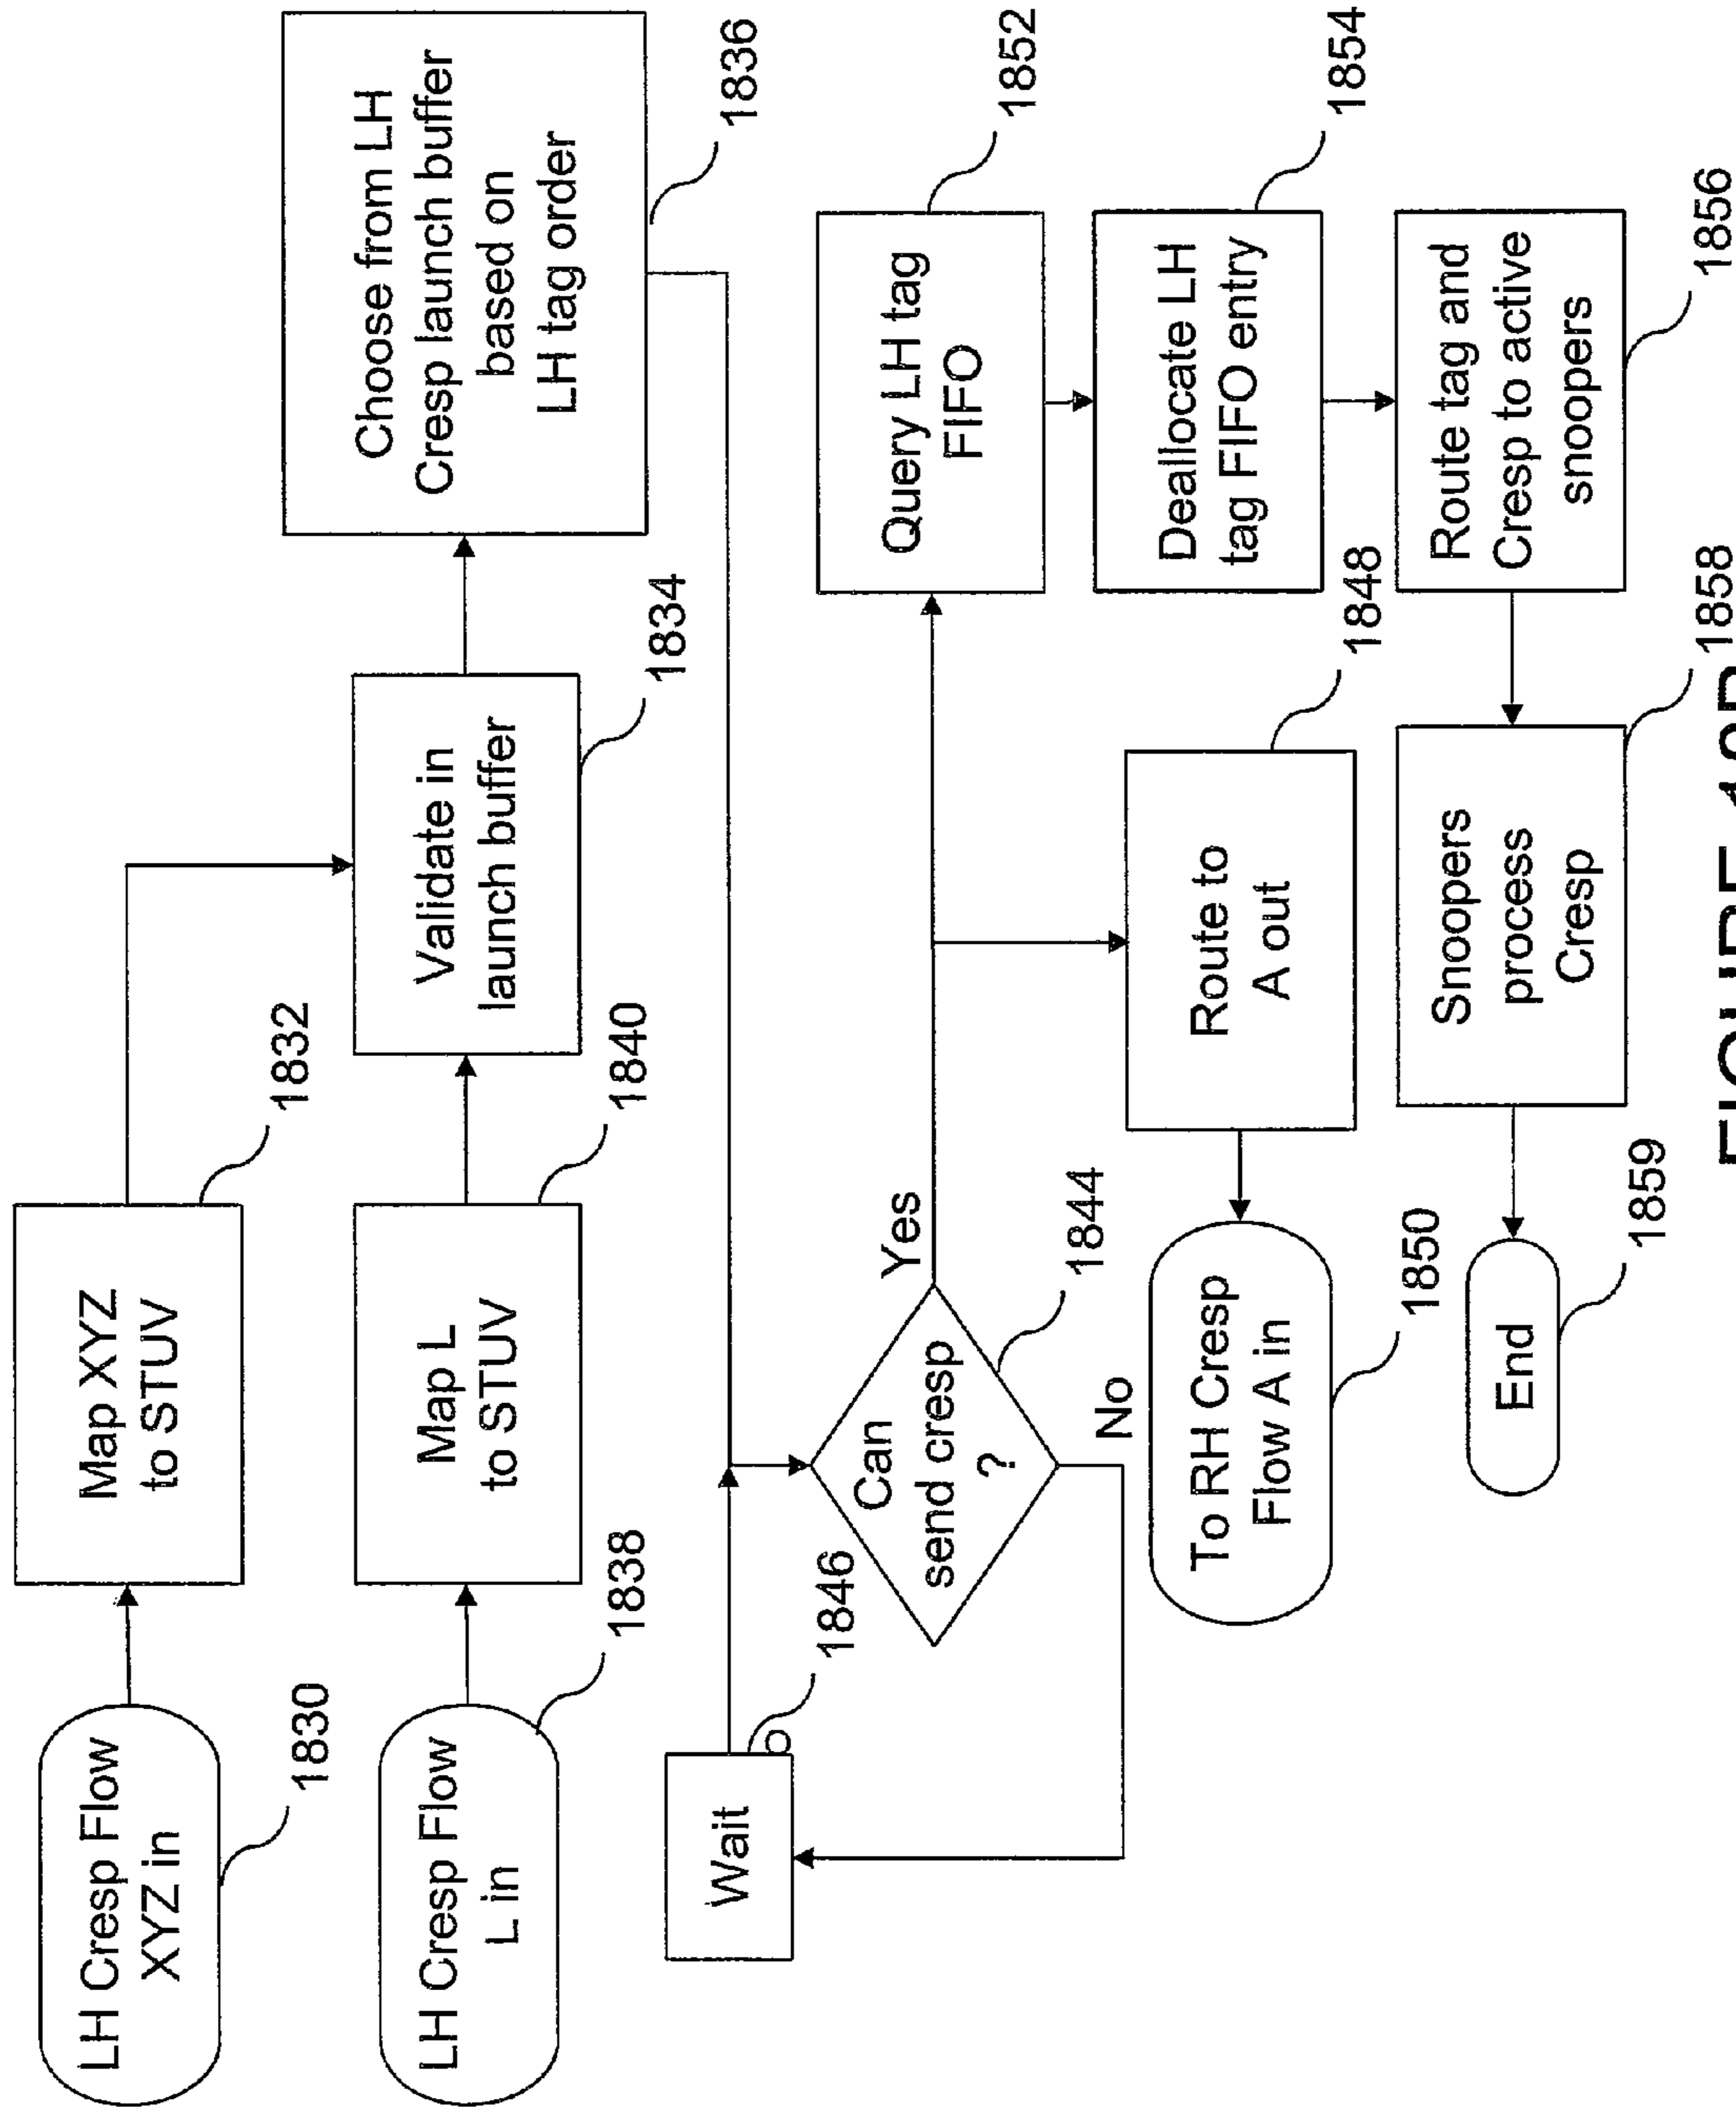 LH Cresp Flow
XYZ in
1830
Map XYZ
to STUV
1832
LH Cresp Flow
L in
1838
Map L
to STUV
1840
Validate in
launch buffer
1834
Choose from LH
Cresp launch buffer
based on
LH tag order
1836
Wait
1846
Can
send cresp
?
1844
Yes
No
Query LH tag
FIFO
1852
Deallocate LH
tag FIFO entry
1854
Route to
A out
1848
To RH Cresp
Flow A in
1850
Route tag and
Cresp to active
snoopers
1856
Snoopers
process
Cresp
1858
End
1859